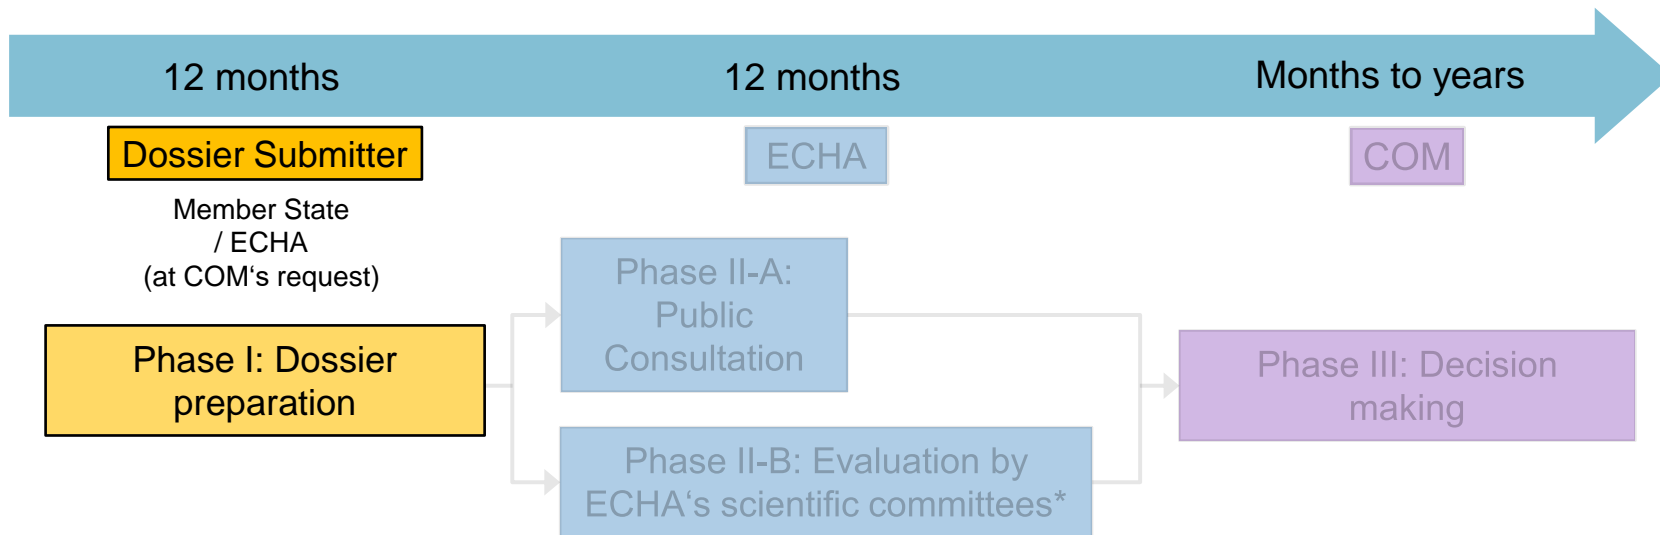 12 months
12 months
Months to years
Dossier Submitter
ECHA
COM
Member State
/ ECHA
(at COM‘s request)
Phase I: Dossier
preparation
Phase II-A:
Public
Consultation
Phase II-B: Evaluation by
ECHA‘s scientific committees*
Phase III: Decision
making